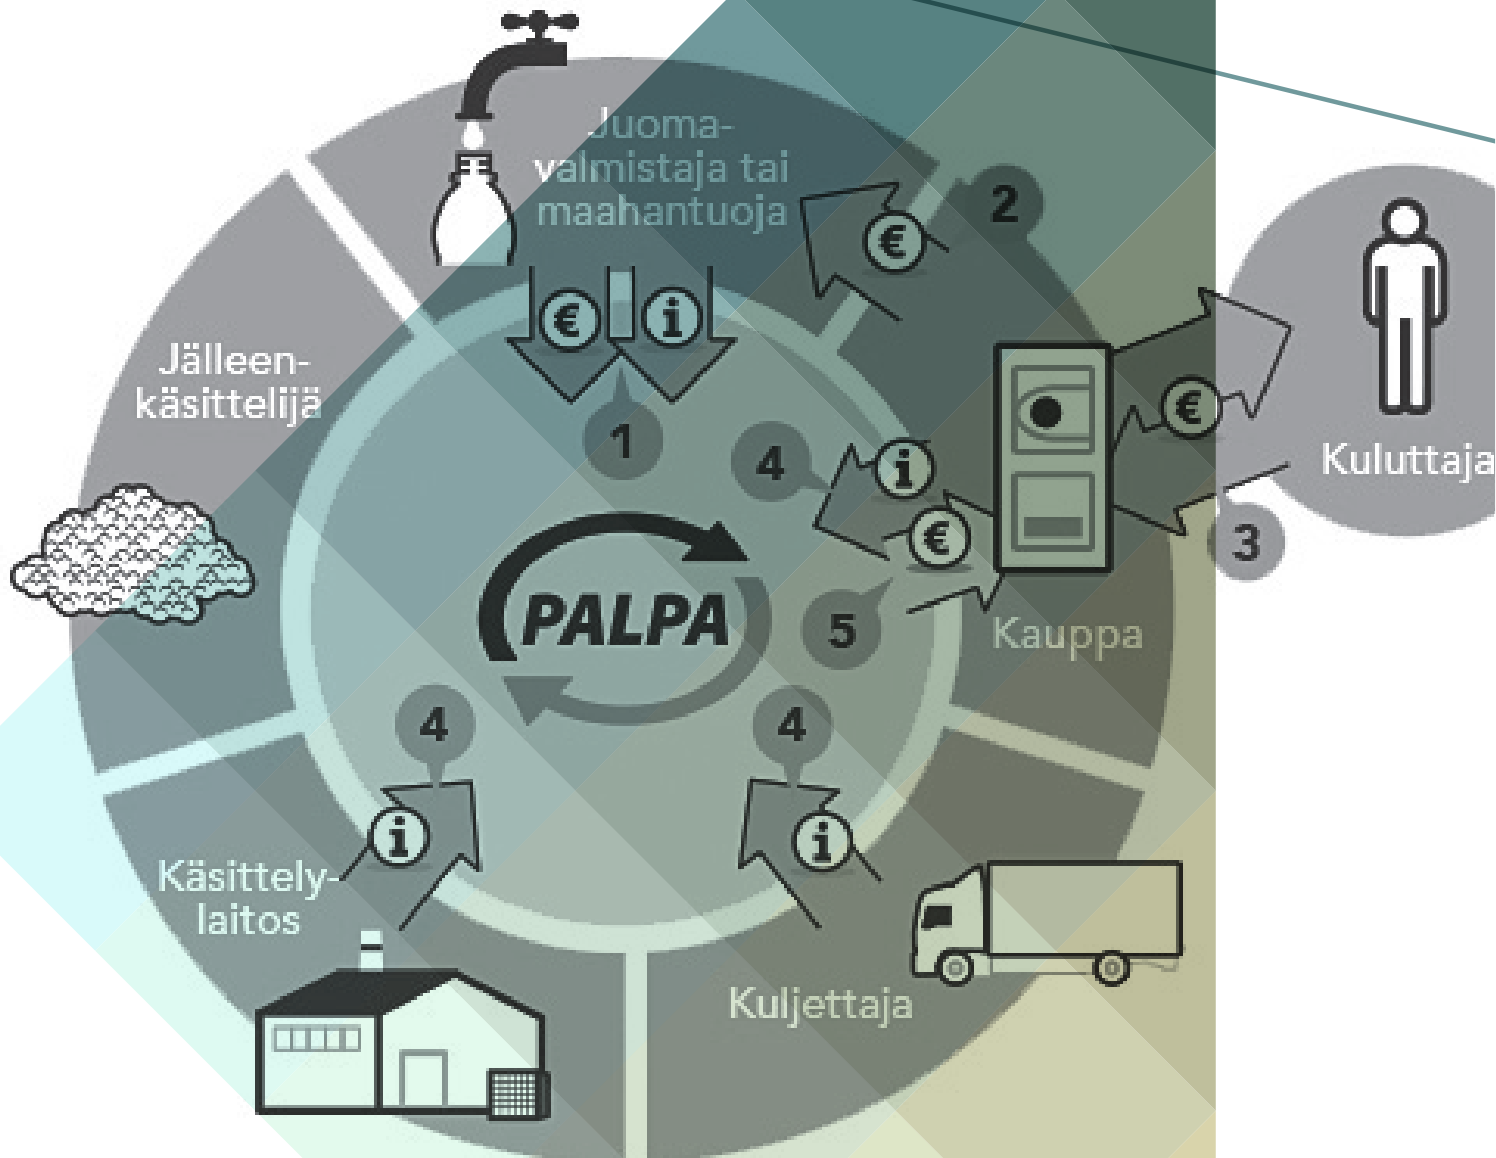 Juoma-
valmistaja tai
maahantuoja
2
€
€
i
Jälleen-
käsittelijä
€
1
4
i
Kuluttaja
€
3
PALPA
5
Kauppa
4
4
i
i
Käsittely-
laitos
Kuljettaja